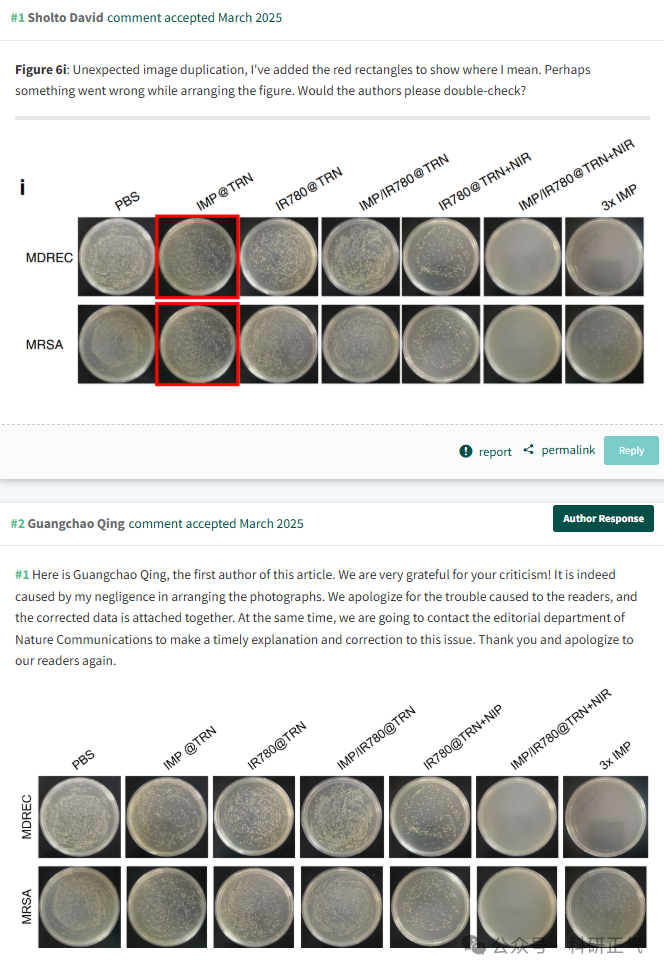 #1 Sholto David comment accepted March 2025
Figure 6i: Unexpected image duplication, I've added the red rectangles to show where I mean. Perhaps
something went wrong while arranging the figure. Would the authors please double-check?
i
PBS
IMP@TRN
IR780@TRN
IMP/IR780@TRN
IR780@TRN+NIR
IMP/IR780@TRN+NIR
3x IMP
MDREC
MRSA
report
permalink
Reply
#2 Guangchao Qing comment accepted March 2025
Author Response
#1 Here is Guangchao Qing, the first author of this article. We are very grateful for your criticism! It is indeed
caused by my negligence in arranging the photographs. We apologize for the trouble caused to the readers, and
the corrected data is attached together. At the same time, we are going to contact the editorial department of
Nature Communications to make a timely explanation and correction to this issue. Thank you and apologize to
our readers again.
PBS
IMP @TRN
IR780@TRN
IMP/IR780@TRN
IR780@TRN+NIP
IMP/IR780@TRN+NIR
3x IMP
MDREC
MRSA
公众号 · 科研正气